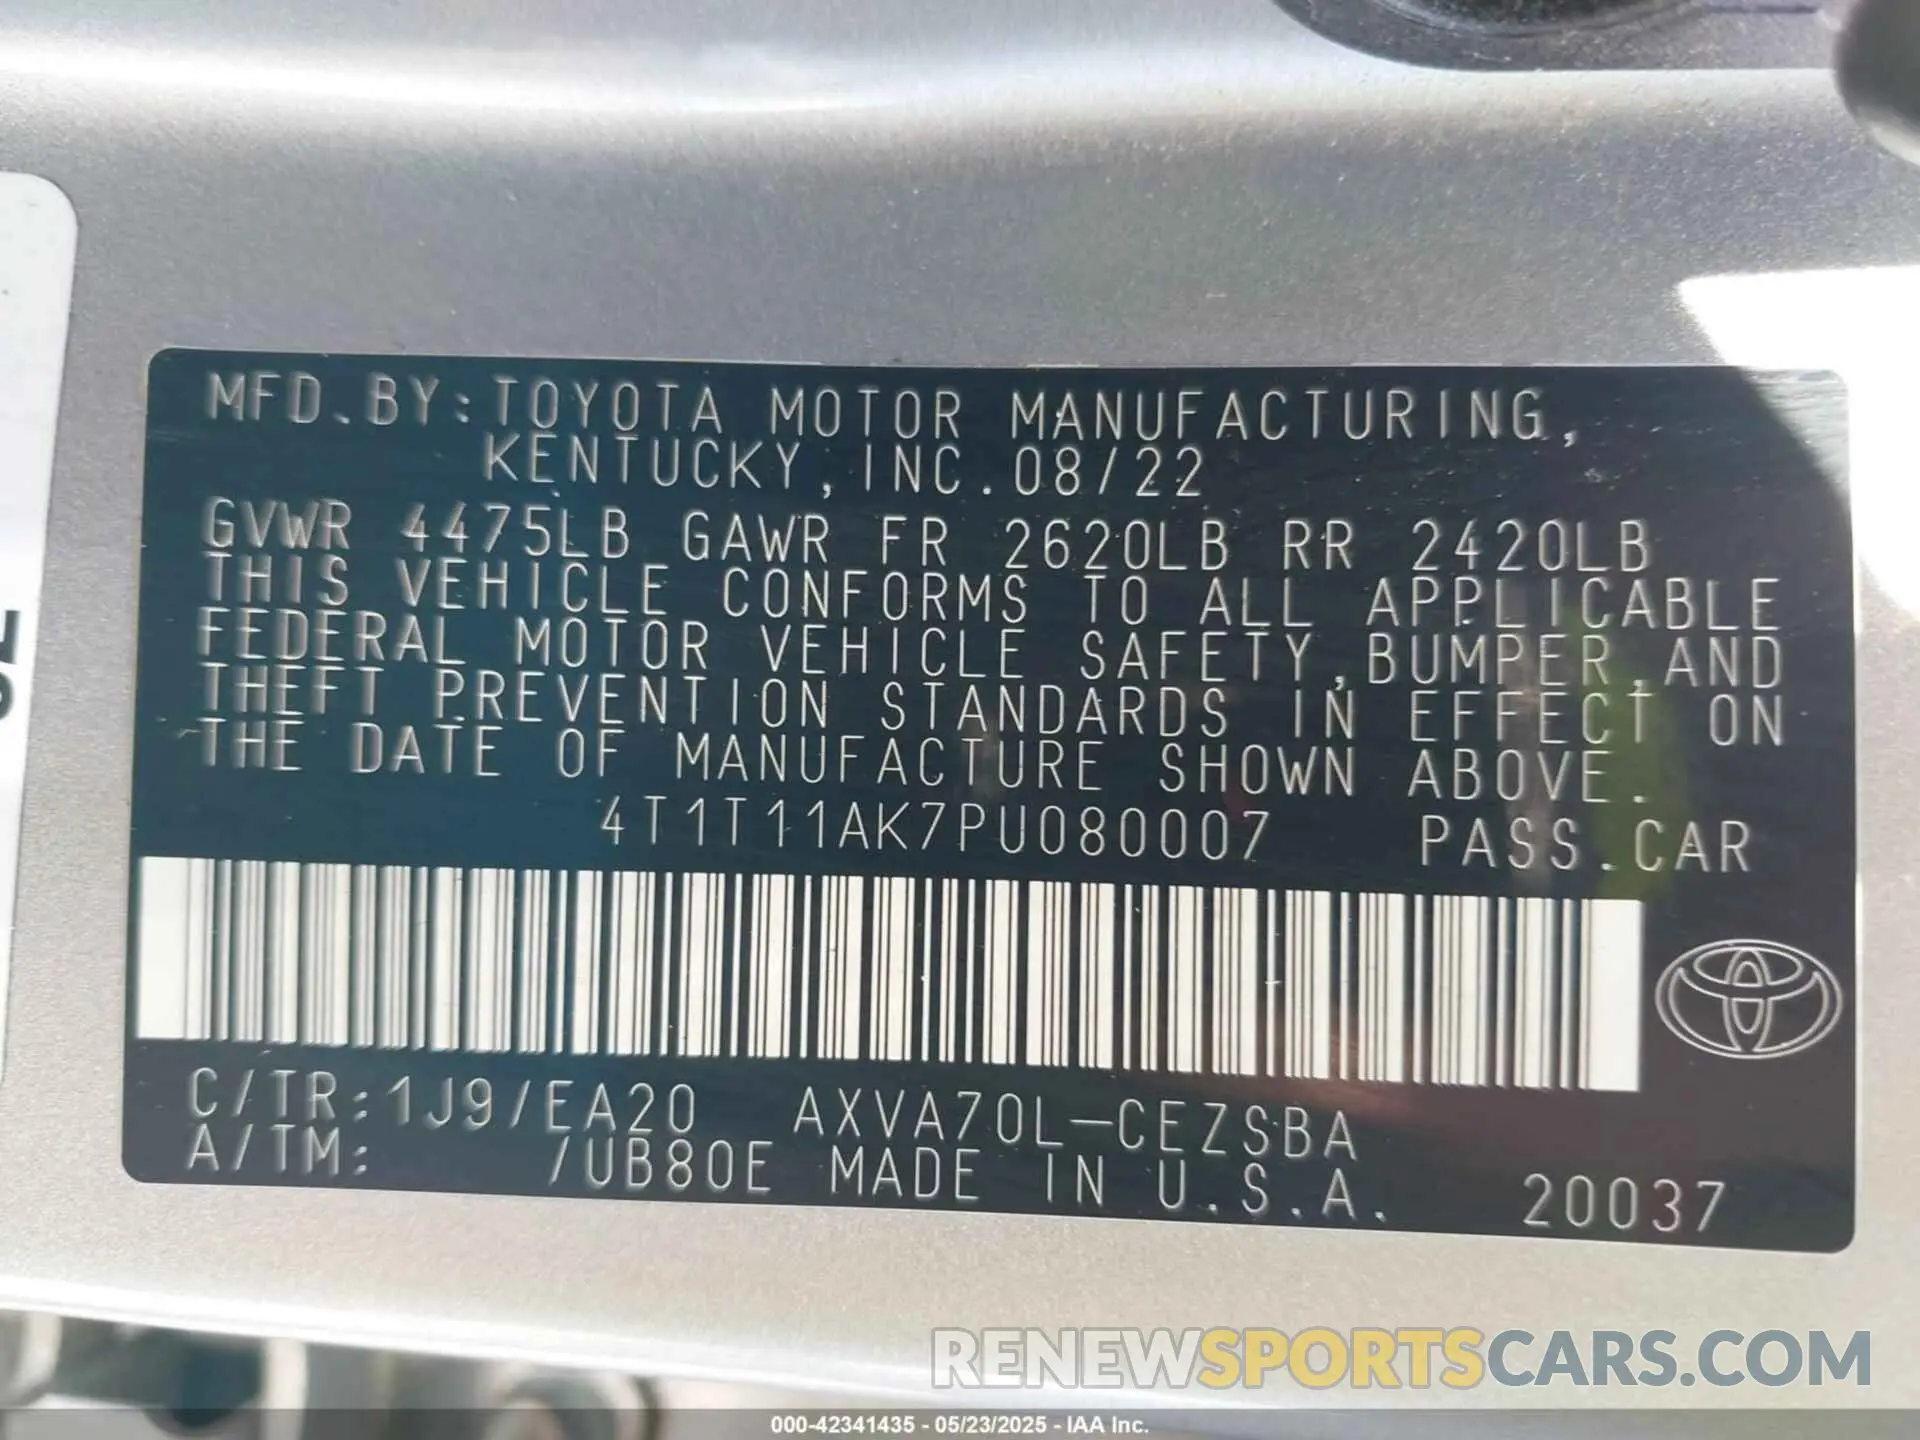 MFD.BY:TOYOTA MOTOR MANUFACTURING,
KENTUCKY,INC.08/22
GVWR 4475LB GAWR FR 2620LB RR 2420LB
THIS VEHICLE CONFORMS TO ALL APPLICABLE
FEDERAL MOTOR VEHICLE SAFETY,BUMPER,AND
THEFT PREVENTION STANDARDS IN EFFECT ON
THE DATE OF MANUFACTURE SHOWN ABOVE.
4T1T11AK7PU080007 PASS.CAR
C/TR:1J9/EA20 AXVA70L-CEZSBA
A/TM: /UB80E MADE IN U.S.A. 20037
RENEWSPORTSCARS.COM
000-42341435 - 05/23/2025 - IAA Inc.